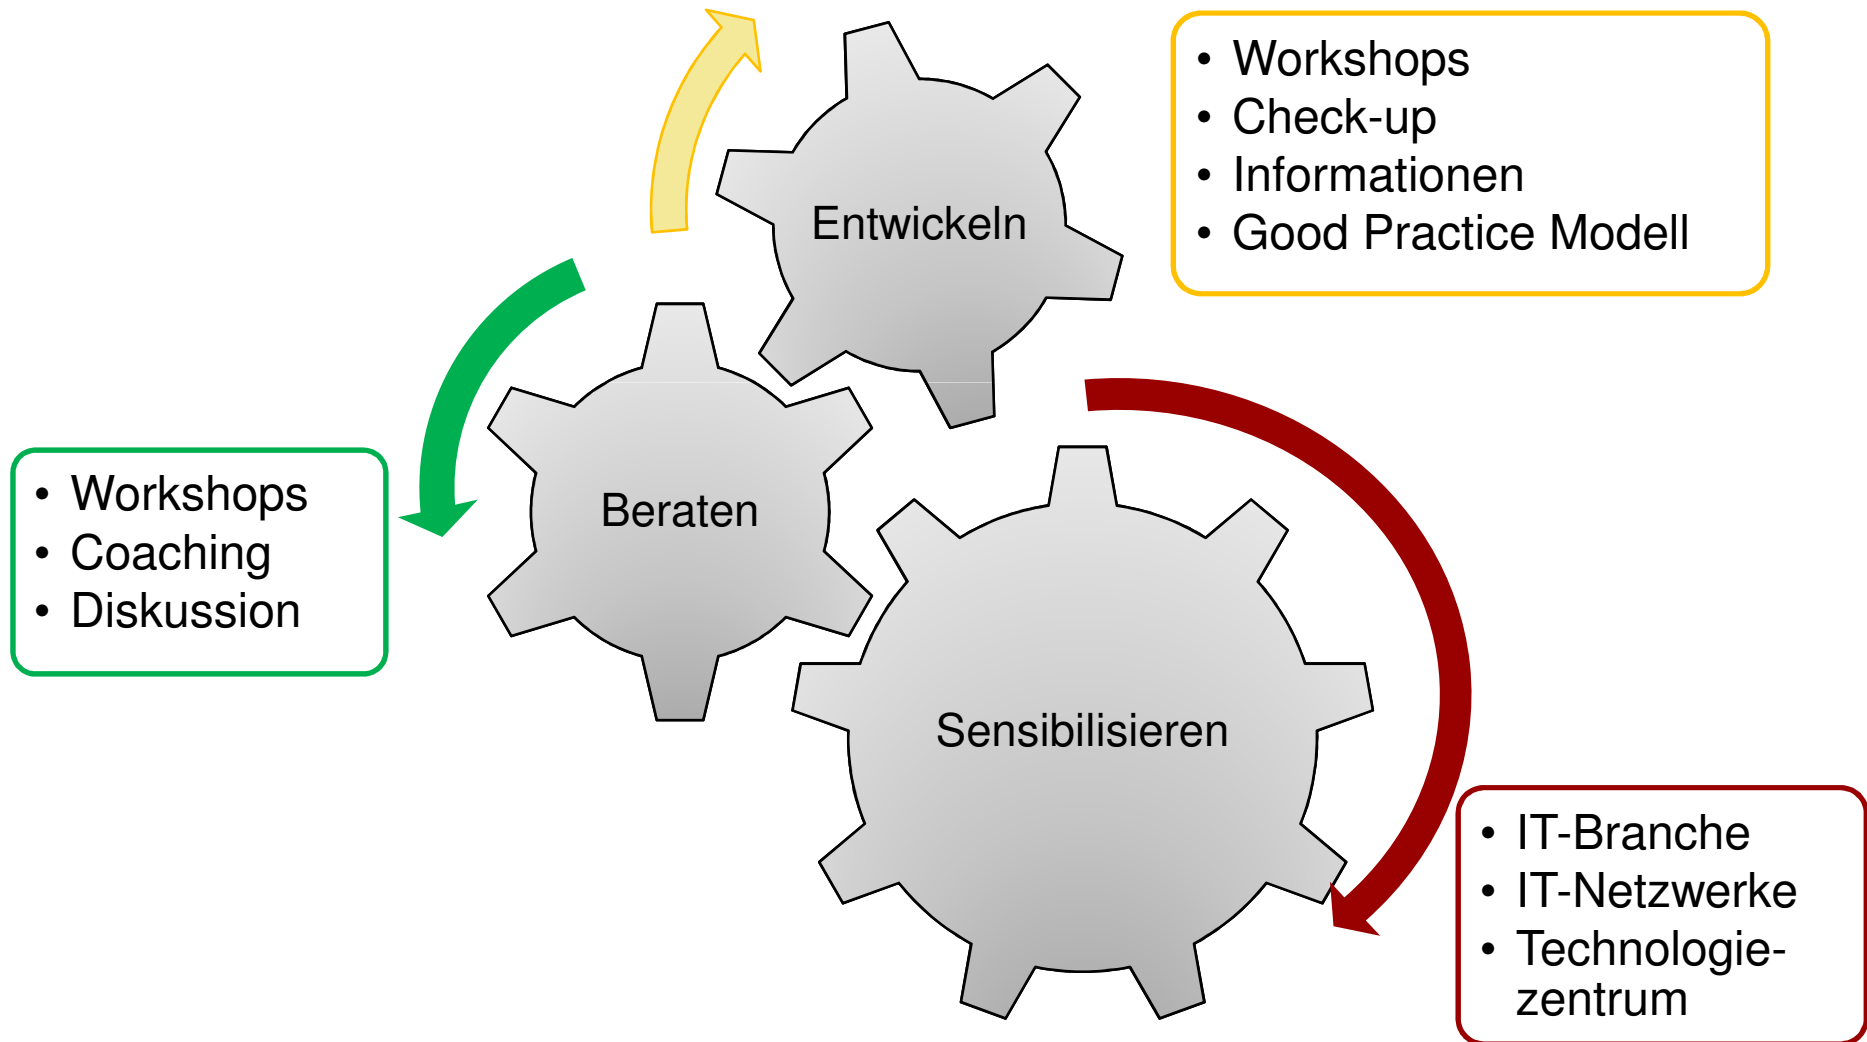 • Workshops
• Check-up
• Informationen
• Good Practice Modell
Entwickeln
• Workshops
• Coaching
• Diskussion
Beraten
Sensibilisieren
• IT-Branche
• IT-Netzwerke
• Technologie-
zentrum